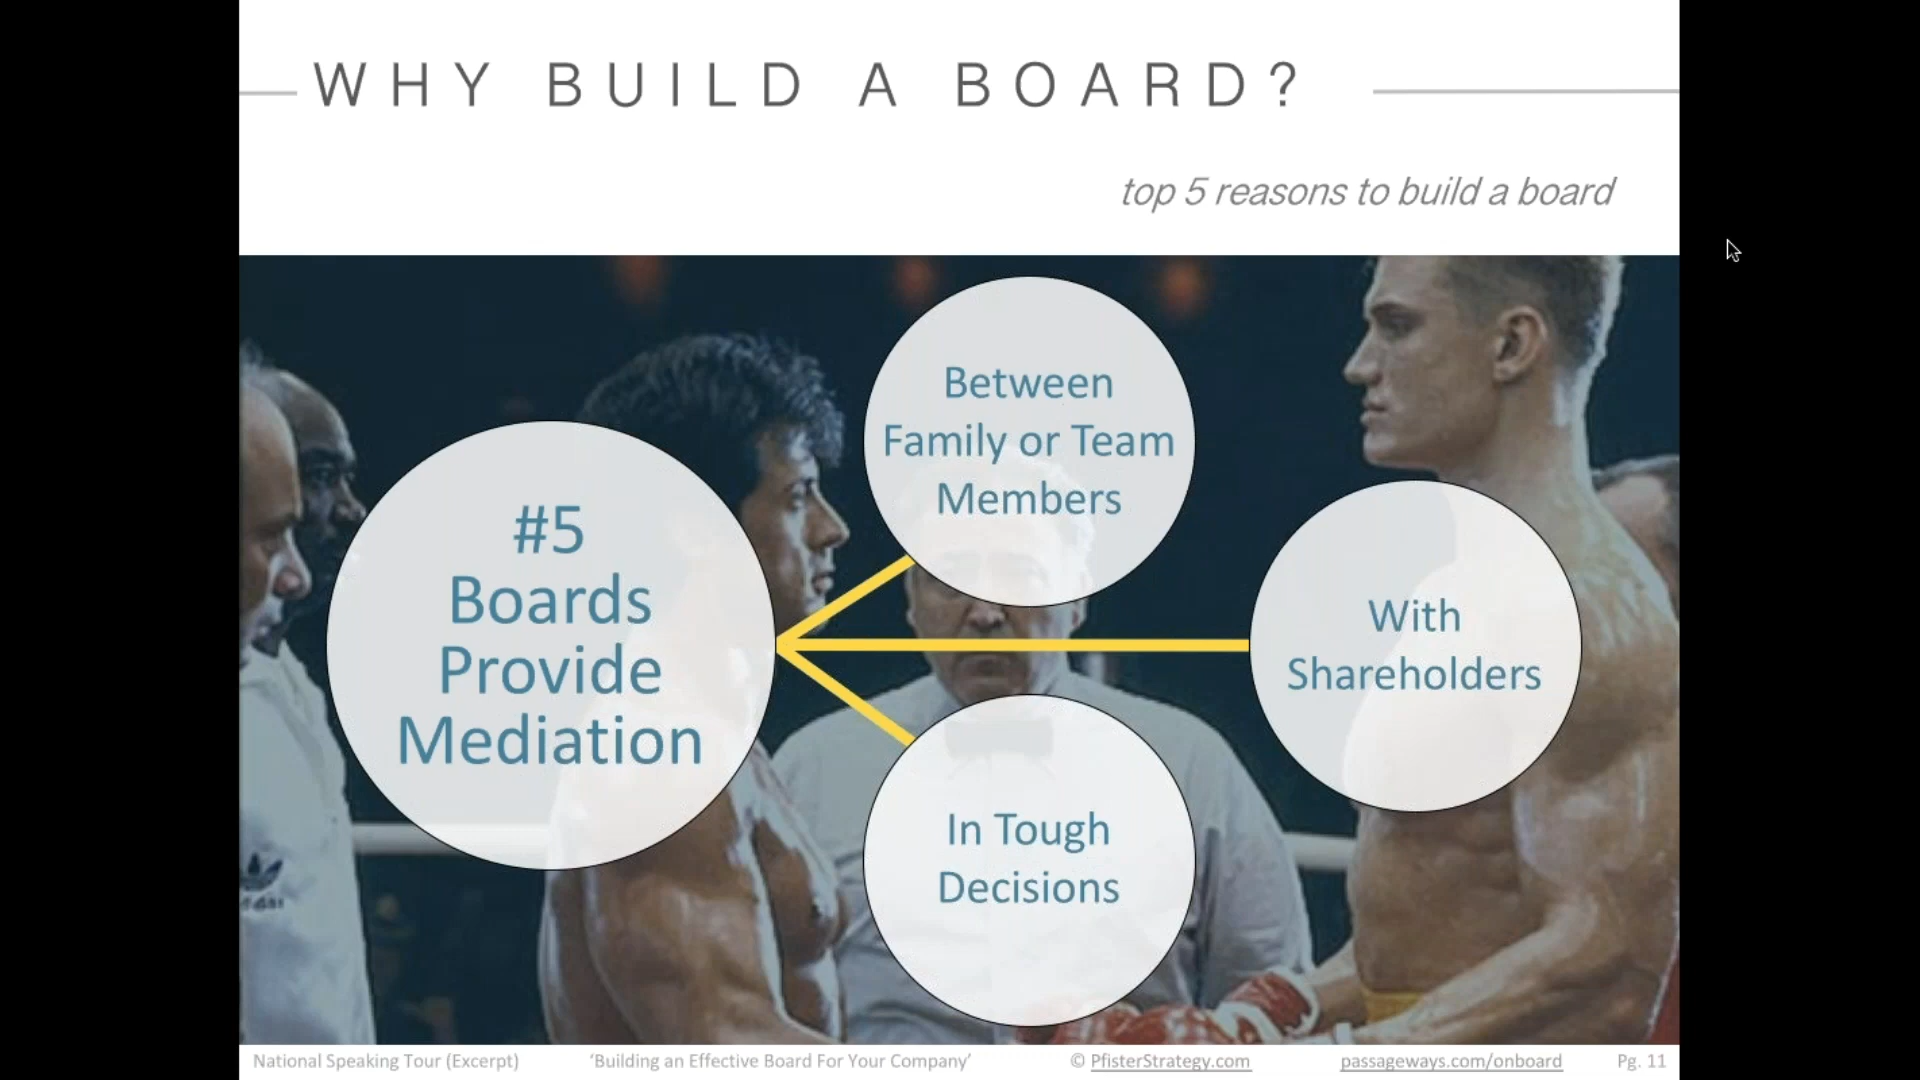 WHY BUILD A BOARD?
top 5 reasons to build a board
#5
Boards
Provide
Mediation
Between
Family or Team
Members
With
Shareholders
In Tough
Decisions
National Speaking Tour (Excerpt) ‘Building an Effective Board For Your Company’ © PfisterStrategy.com passageways.com/onboard Pg. 11